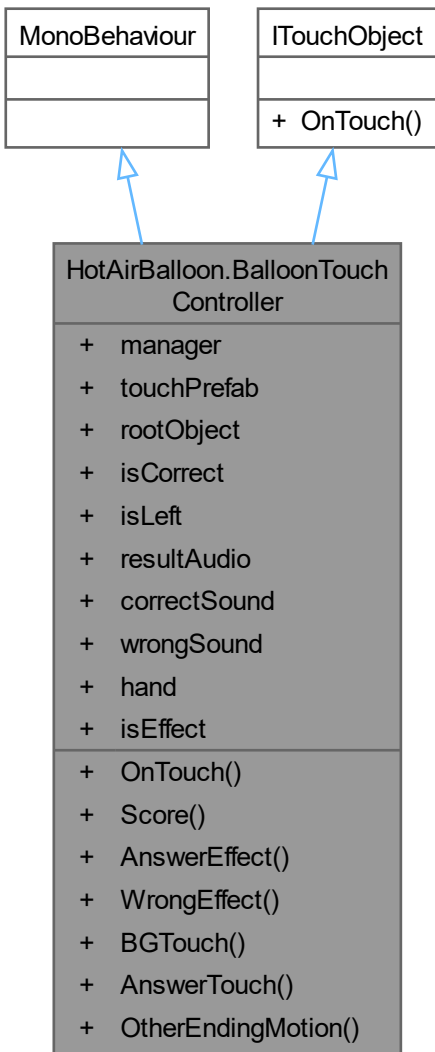 MonoBehaviour
ITouchObject
+ OnTouch()
HotAirBalloon.BalloonTouch
Controller
+ manager
+ touchPrefab
+ rootObject
+ isCorrect
+ isLeft
+ resultAudio
+ correctSound
+ wrongSound
+ hand
+ isEffect
+ OnTouch()
+ Score()
+ AnswerEffect()
+ WrongEffect()
+ BGTouch()
+ AnswerTouch()
+ OtherEndingMotion()